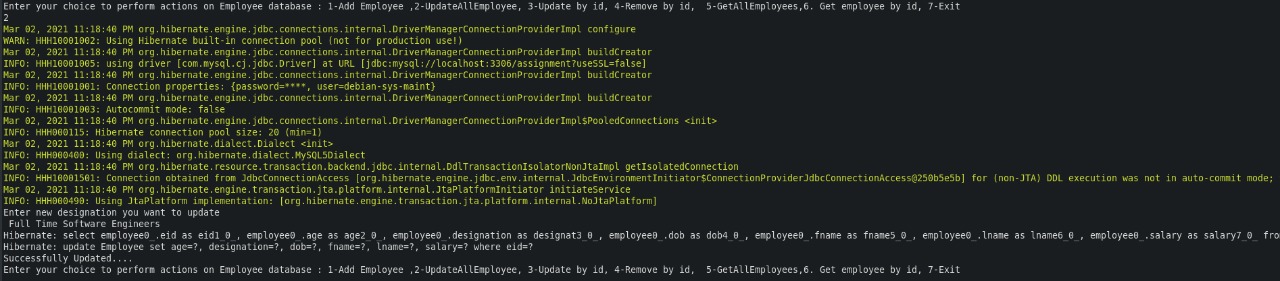 Enter your choice to perform actions on Employee database : 1-Add Employee ,2-UpdateAllEmployee, 3-Update by id, 4-Remove by id,  5-GetAllEmployees,6. Get employee by id, 7-Exit
2
Mar 02, 2021 11:18:40 PM org.hibernate.engine.jdbc.connections.internal.DriverManagerConnectionProviderImpl configure
WARN: HHH10001002: Using Hibernate built-in connection pool (not for production use!)
Mar 02, 2021 11:18:40 PM org.hibernate.engine.jdbc.connections.internal.DriverManagerConnectionProviderImpl buildCreator
INFO: HHH10001005: using driver [com.mysql.cj.jdbc.Driver] at URL [jdbc:mysql://localhost:3306/assignment?useSSL=false]
Mar 02, 2021 11:18:40 PM org.hibernate.engine.jdbc.connections.internal.DriverManagerConnectionProviderImpl buildCreator
INFO: HHH10001001: Connection properties: {password=****, user=debian-sys-maint}
Mar 02, 2021 11:18:40 PM org.hibernate.engine.jdbc.connections.internal.DriverManagerConnectionProviderImpl buildCreator
INFO: HHH10001003: Autocommit mode: false
Mar 02, 2021 11:18:40 PM org.hibernate.engine.jdbc.connections.internal.DriverManagerConnectionProviderImpl$PooledConnections <init>
INFO: HHH000115: Hibernate connection pool size: 20 (min=1)
Mar 02, 2021 11:18:40 PM org.hibernate.dialect.Dialect <init>
INFO: HHH000400: Using dialect: org.hibernate.dialect.MySQL5Dialect
Mar 02, 2021 11:18:40 PM org.hibernate.resource.transaction.backend.jdbc.internal.DdlTransactionIsolatorNonJtaImpl getIsolatedConnection
INFO: HHH10001501: Connection obtained from JdbcConnectionAccess [org.hibernate.engine.jdbc.env.internal.JdbcEnvironmentInitiator$ConnectionProviderJdbcConnectionAccess@250b5e5b] for (non-JTA) DDL execution was not in auto-commit mode;
Mar 02, 2021 11:18:40 PM org.hibernate.engine.transaction.jta.platform.internal.JtaPlatformInitiator initiateService
INFO: HHH000490: Using JtaPlatform implementation: [org.hibernate.engine.transaction.jta.platform.internal.NoJtaPlatform]
Enter new designation you want to update
 Full Time Software Engineers
Hibernate: select employee0_.eid as eid1_0_, employee0_.age as age2_0_, employee0_.designation as designat3_0_, employee0_.dob as dob4_0_, employee0_.fname as fname5_0_, employee0_.lname as lname6_0_, employee0_.salary as salary7_0_ from
Hibernate: update Employee set age=?, designation=?, dob=?, fname=?, lname=?, salary=? where eid=?
Successfully Updated....
Enter your choice to perform actions on Employee database : 1-Add Employee ,2-UpdateAllEmployee, 3-Update by id, 4-Remove by id,  5-GetAllEmployees,6. Get employee by id, 7-Exit